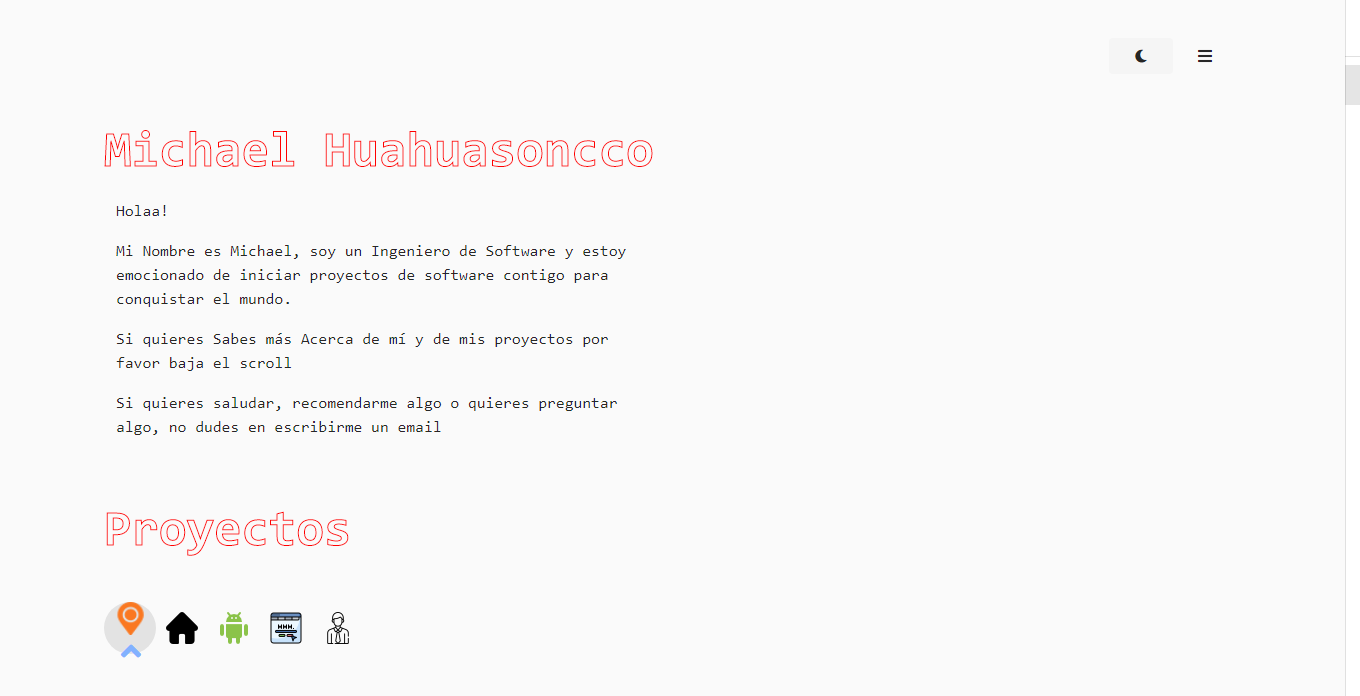 Michael Huahuasoncco
Holaa!
Mi Nombre es Michael, soy un Ingeniero de Software y estoy
emocionado de iniciar proyectos de software contigo para
conquistar el mundo.
Si quieres Sabes más Acerca de mí y de mis proyectos por
favor baja el scroll
Si quieres saludar, recomendarme algo o quieres preguntar
algo, no dudes en escribirme un email
Proyectos
WWW.